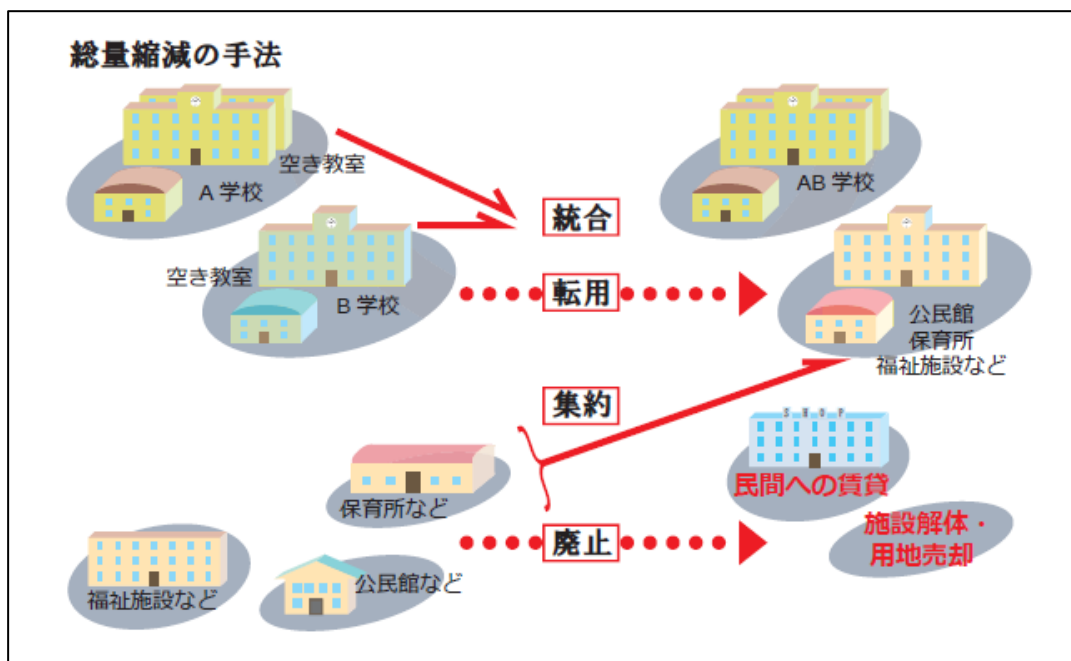 総量縮減の手法
空き教室
A 学校
空き教室
B 学校
統合
転用
集約
廃止
AB 学校
公民館
保育所
福祉施設など
保育所など
福祉施設など
公民館など
SHOP
民間への賃貸
施設解体・
用地売却